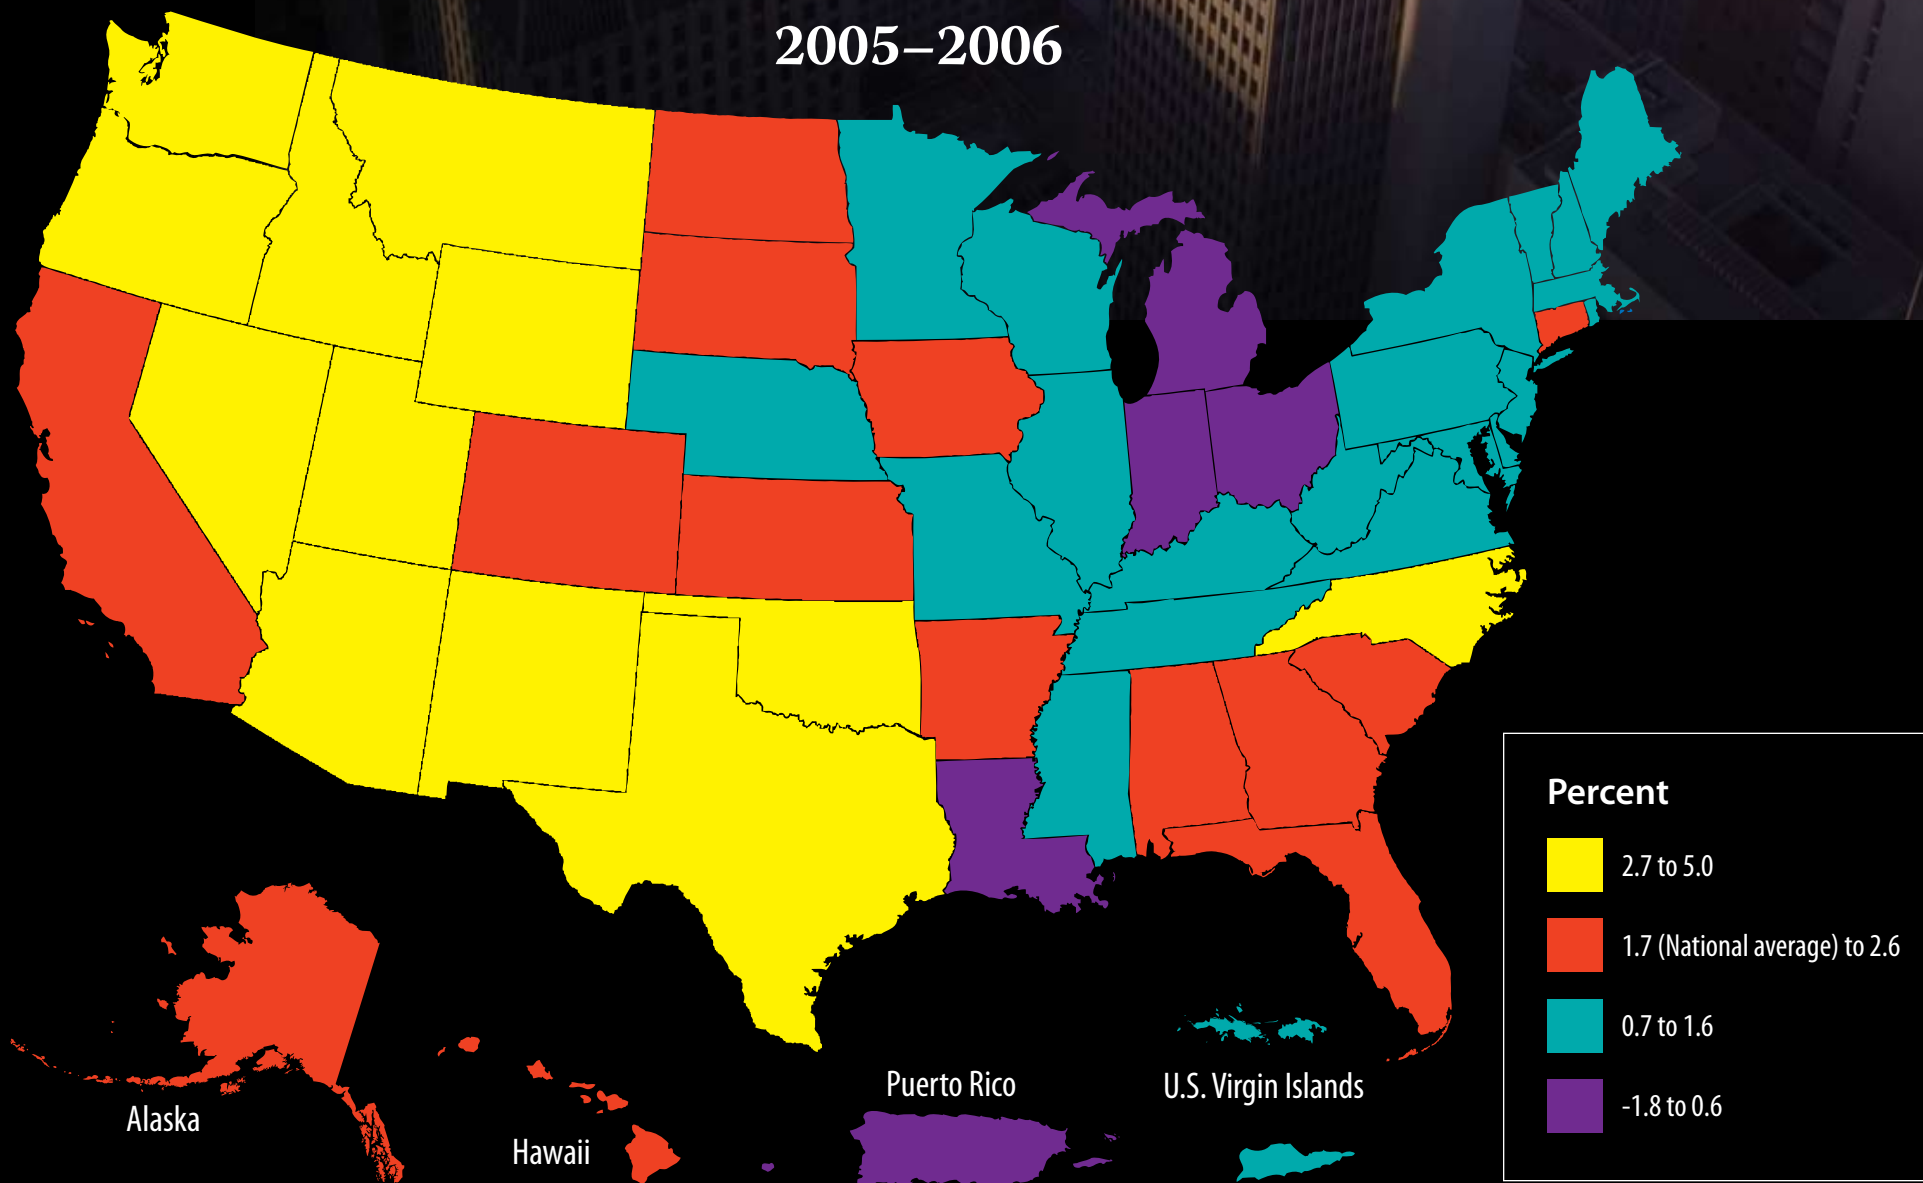 2005–2006
Percent
2.7 to 5.0
1.7 (National average) to 2.6
0.7 to 1.6
-1.8 to 0.6
Puerto Rico
U.S. Virgin Islands
Alaska
Hawaii